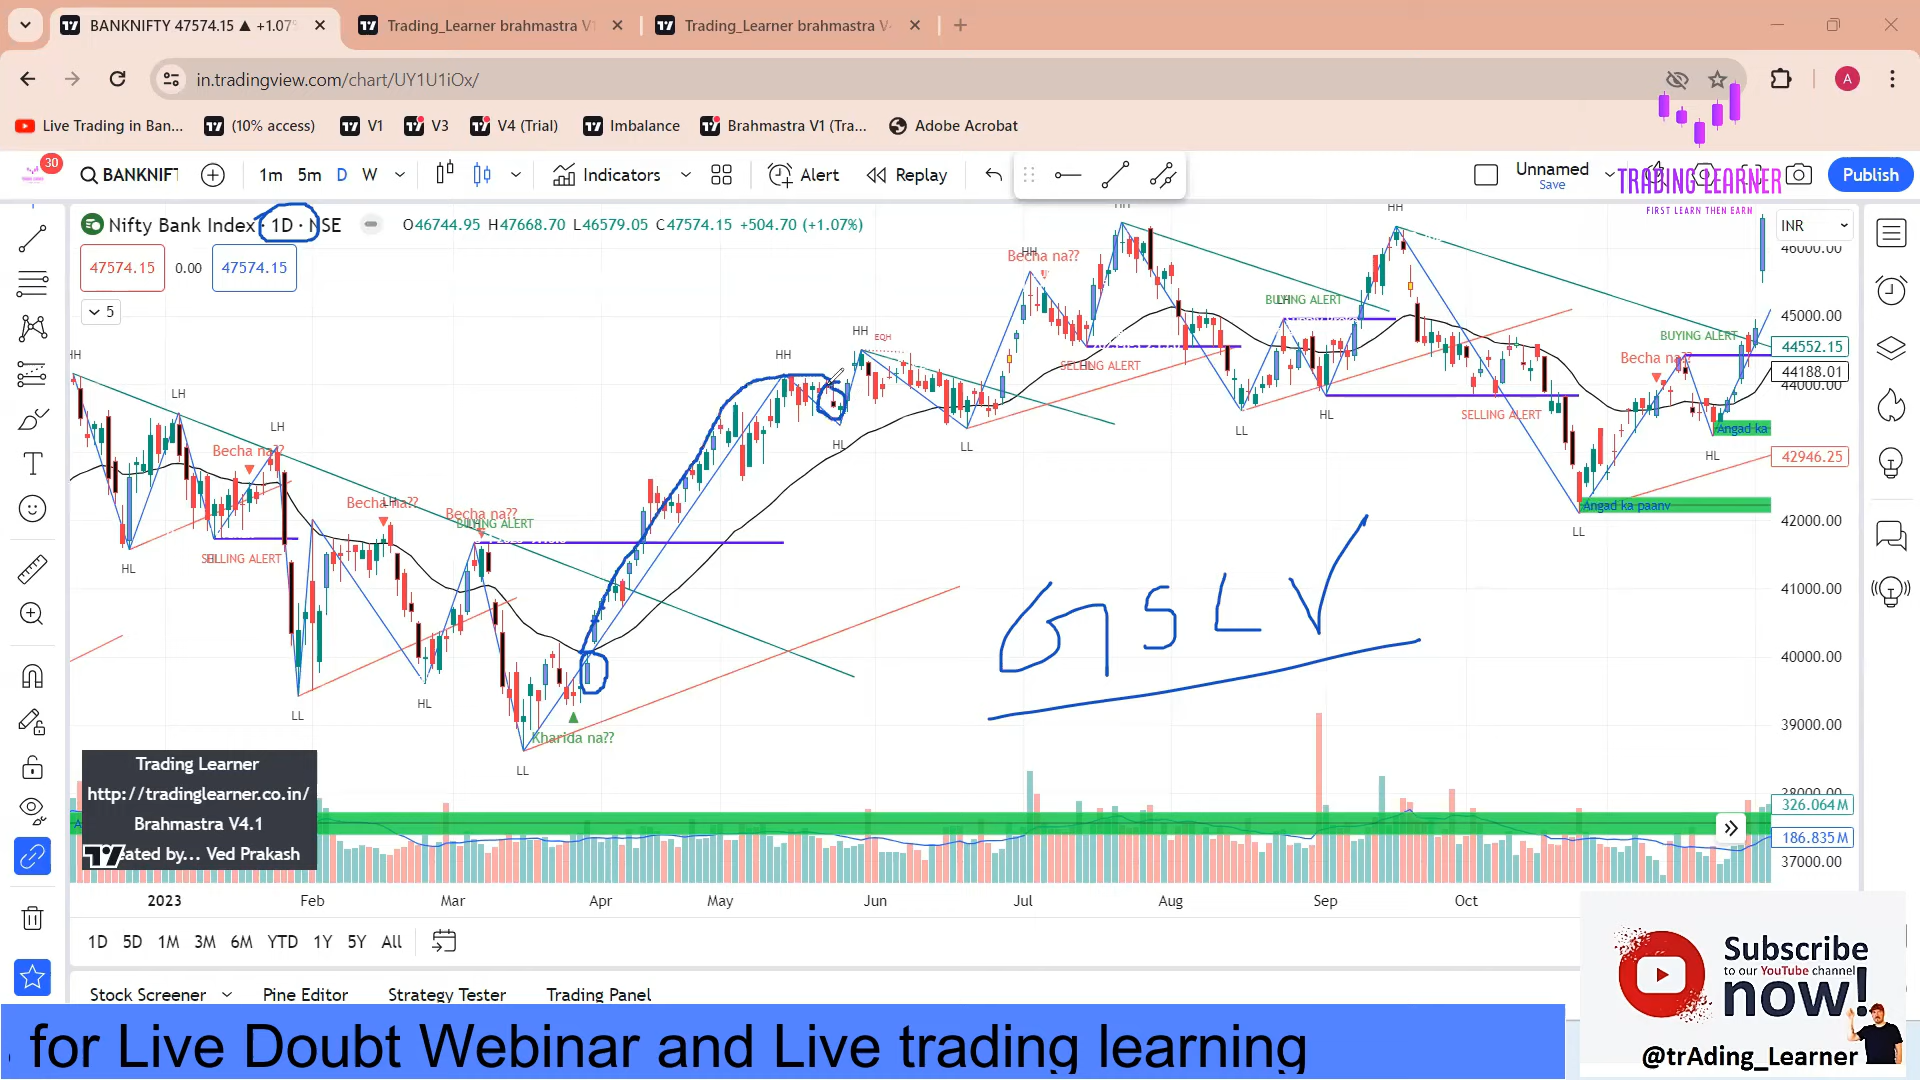 BANKNIFTY 47574.15 ▲ +1.07%
Trading_Learner brahmastra V
Trading_Learner brahmastra V
in.tradingview.com/chart/UY1U1iOx/
A
Live Trading in Ban...
(10% access)
V1
V3
V4 (Trial)
Imbalance
Brahmastra V1 (Tra...
Adobe Acrobat
30
BANKNIFT
1m
5m
D
W
Indicators
Alert
Replay
Unnamed
Save
Publish
TRADING LEARNER
FIRST LEARN THEN EARN
Nifty Bank Index · 1D · NSE
O46744.95 H47668.70 L46579.05 C47574.15 +504.70 (+1.07%)
INR
47574.15
0.00
47574.15
5
HH
HH
HH
Becha na??
BUYING ALERT
LH
SELLING ALERT
HH
HH
EQH
HH
LH
LH
Becha na??
BUYING ALERT
Becha na??
SELLING ALERT
Becha na??
LH
Becha na??
BUYING ALERT
HL
LL
LL
HL
SELLING ALERT
Angad ka
HL
Angad ka paanv
LL
HL
HL
SELLING ALERT
GSLV
LL
HL
Kharida na??
LL
46000.00
45000.00
44552.15
44188.01
44000.00
42946.25
42000.00
41000.00
40000.00
39000.00
38000.00
326.064M
186.835M
37000.00
Trading Learner
http://tradinglearner.co.in/
Brahmastra V4.1
eated by... Ved Prakash
2023
Feb
Mar
Apr
May
Jun
Jul
Aug
Sep
Oct
1D
5D
1M
3M
6M
YTD
1Y
5Y
All
Stock Screener
Pine Editor
Strategy Tester
Trading Panel
for Live Doubt Webinar and Live trading learning
Subscribe
to our YouTube channel
now!
@trAding_Learner